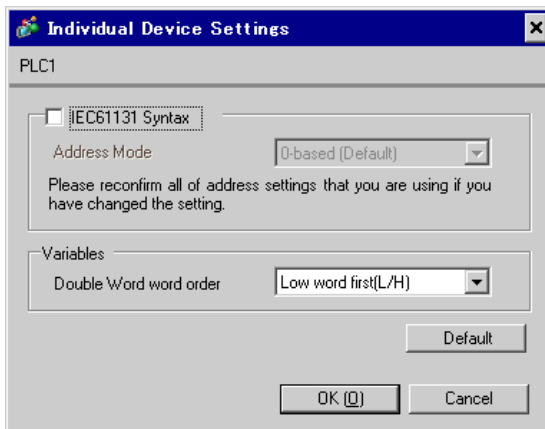 Individual Device Settings
PLC1
IEC61131 Syntax
Address Mode 0-based (Default)
Please reconfirm all of address settings that you are using if you
have changed the setting.
Variables
Double Word word order Low word first(L/H)
Default
OK (O) Cancel